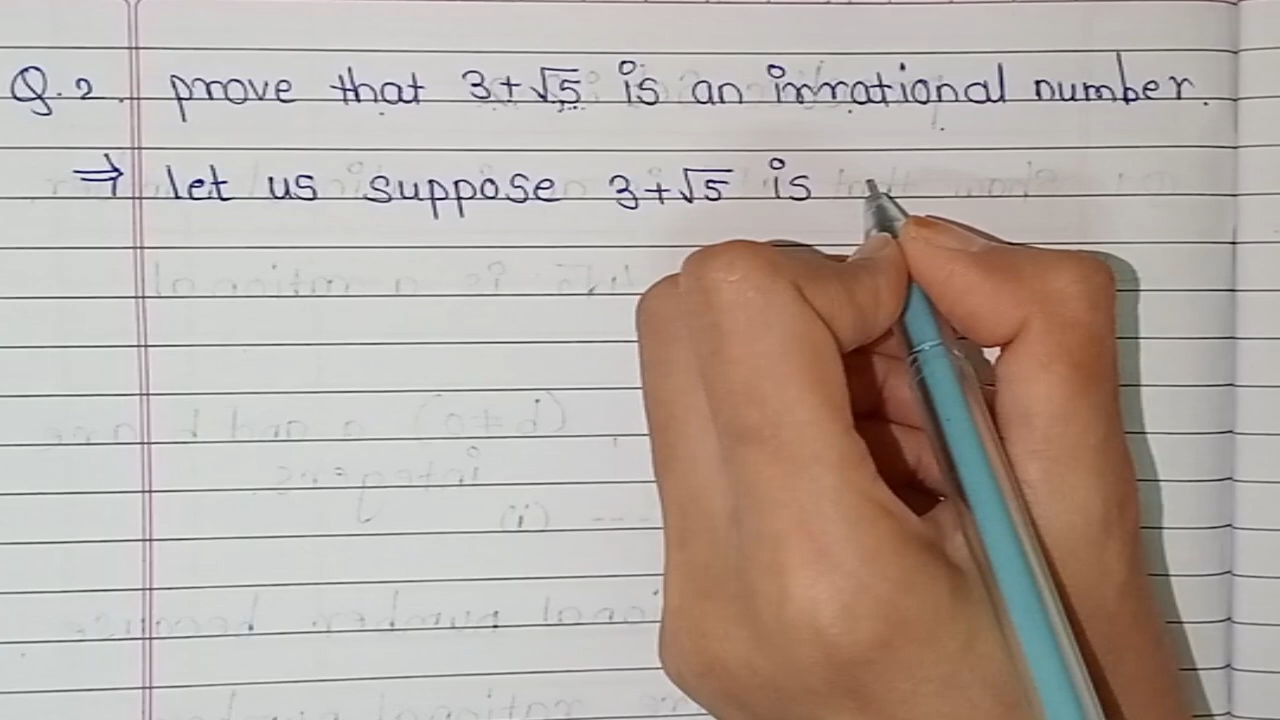 Q.2. prove that 3+√5 is an irrational number.
⇒ let us suppose 3+√5 is